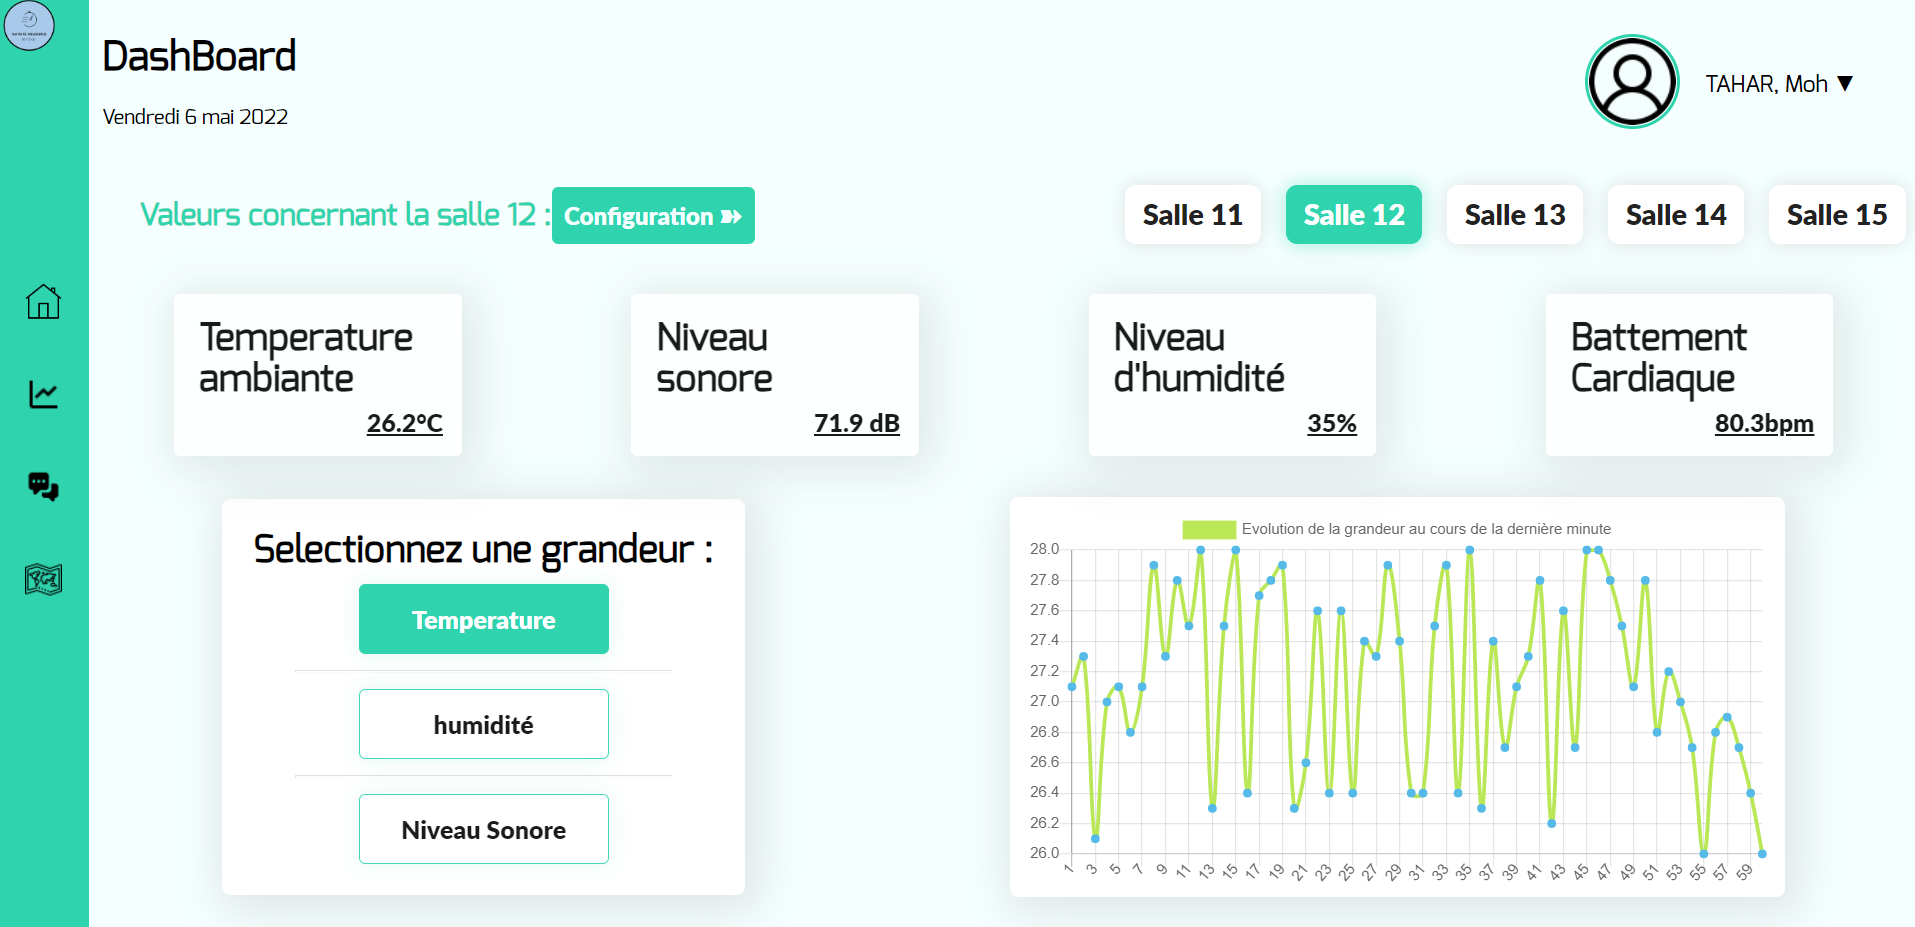 DashBoard
Vendredi 6 mai 2022
TAHAR, Moh ▼
Valeurs concernant la salle 12 :
Configuration
Salle 11
Salle 12
Salle 13
Salle 14
Salle 15
Temperature
ambiante
26.2°C
Niveau
sonore
71.9 dB
Niveau
d'humidité
35%
Battement
Cardiaque
80.3bpm
Selectionnez une grandeur :
Temperature
humidité
Niveau Sonore
Evolution de la grandeur au cours de la dernière minute
28.0
27.8
27.6
27.4
27.2
27.0
26.8
26.6
26.4
26.2
26.0
1 3 5 7 9 11 13 15 17 19 21 23 25 27 29 31 33 35 37 39 41 43 45 47 49 51 53 55 57 59